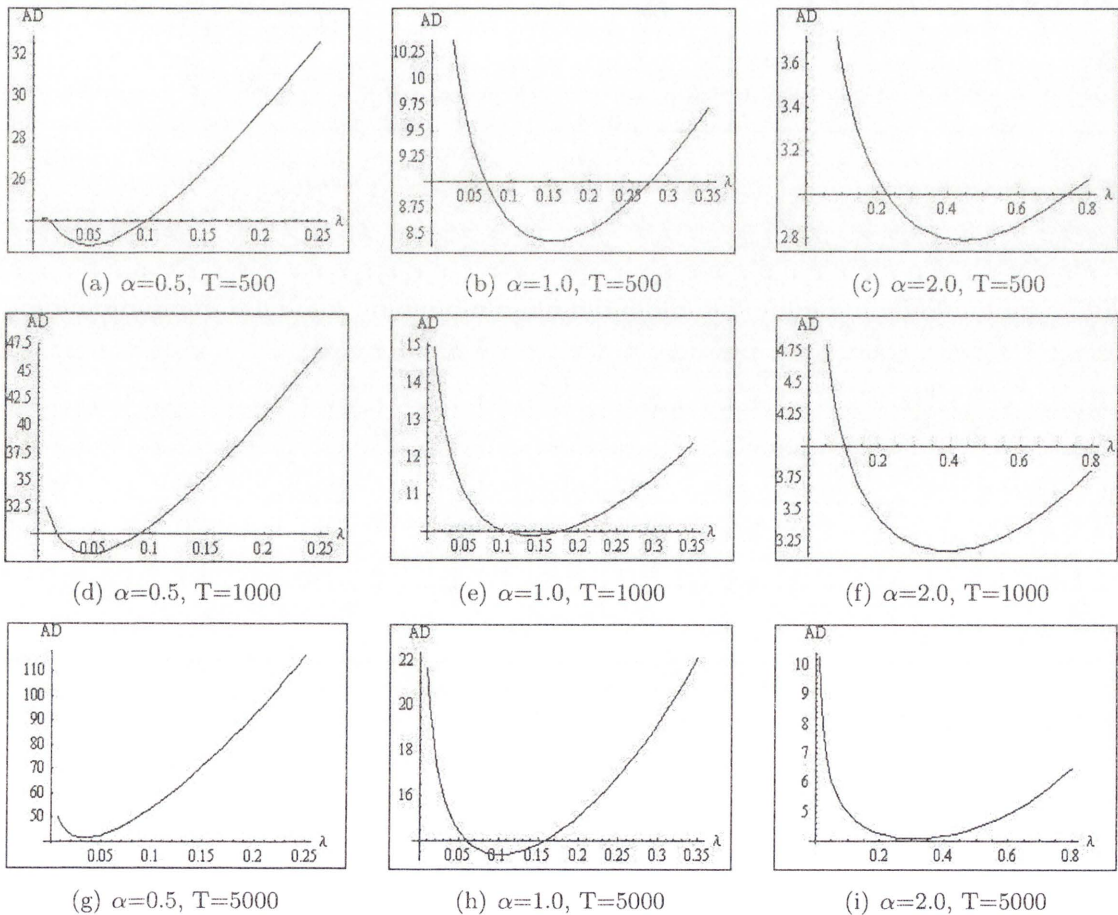 AD
32
30
28
26
0.05 0.1 0.15 0.2 0.25 λ
(a) α=0.5, T=500
AD
10.25
10
9.75
9.5
9.25
8.75
8.5
0.05 0.1 0.15 0.2 0.25 0.3 0.35 λ
(b) α=1.0, T=500
AD
3.6
3.4
3.2
2.8
0.2 0.4 0.6 0.8 λ
(c) α=2.0, T=500
AD
47.5
45
42.5
40
37.5
35
32.5
0.05 0.1 0.15 0.2 0.25 λ
(d) α=0.5, T=1000
AD
15
14
13
12
11
0.05 0.1 0.15 0.2 0.25 0.3 0.35 λ
(e) α=1.0, T=1000
AD
4.75
4.5
4.25
3.75
3.5
3.25
0.2 0.4 0.6 0.8 λ
(f) α=2.0, T=1000
AD
110
100
90
80
70
60
50
0.05 0.1 0.15 0.2 0.25 λ
(g) α=0.5, T=5000
AD
22
20
18
16
0.05 0.1 0.15 0.2 0.25 0.3 0.35 λ
(h) α=1.0, T=5000
AD
10
9
8
7
6
5
0.2 0.4 0.6 0.8 λ
(i) α=2.0, T=5000